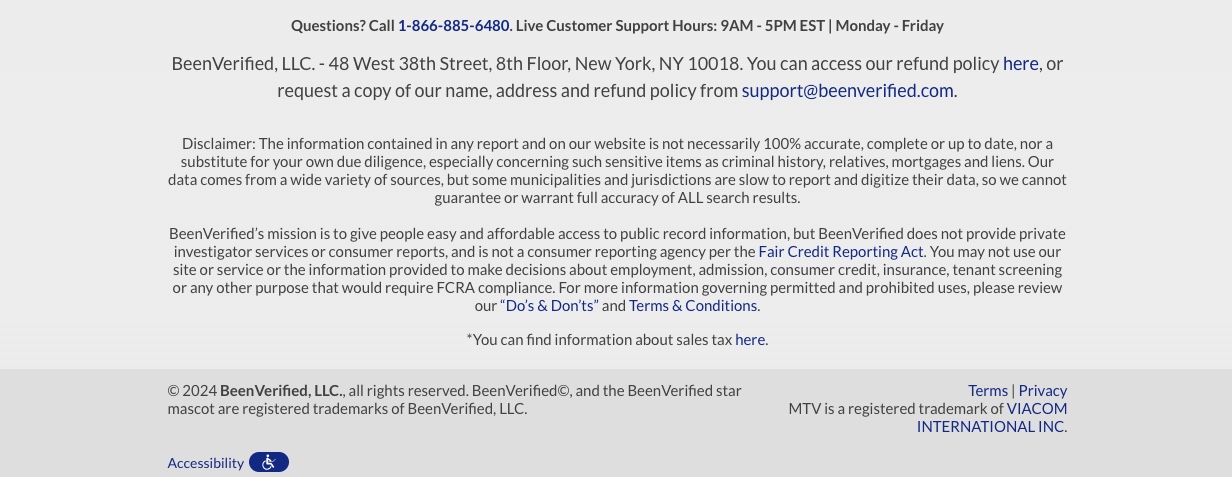 Questions? Call 1-866-885-6480. Live Customer Support Hours: 9AM - 5PM EST | Monday - Friday
BeenVerified, LLC. - 48 West 38th Street, 8th Floor, New York, NY 10018. You can access our refund policy here, or
request a copy of our name, address and refund policy from support@beenverified.com.
Disclaimer: The information contained in any report and on our website is not necessarily 100% accurate, complete or up to date, nor a
substitute for your own due diligence, especially concerning such sensitive items as criminal history, relatives, mortgages and liens. Our
data comes from a wide variety of sources, but some municipalities and jurisdictions are slow to report and digitize their data, so we cannot
guarantee or warrant full accuracy of ALL search results.
BeenVerified’s mission is to give people easy and affordable access to public record information, but BeenVerified does not provide private
investigator services or consumer reports, and is not a consumer reporting agency per the Fair Credit Reporting Act. You may not use our
site or service or the information provided to make decisions about employment, admission, consumer credit, insurance, tenant screening
or any other purpose that would require FCRA compliance. For more information governing permitted and prohibited uses, please review
our “Do’s & Don’ts” and Terms & Conditions.
*You can find information about sales tax here.
© 2024 BeenVerified, LLC., all rights reserved. BeenVerified©, and the BeenVerified star
mascot are registered trademarks of BeenVerified, LLC.
Terms | Privacy
MTV is a registered trademark of VIACOM
INTERNATIONAL INC.
Accessibility